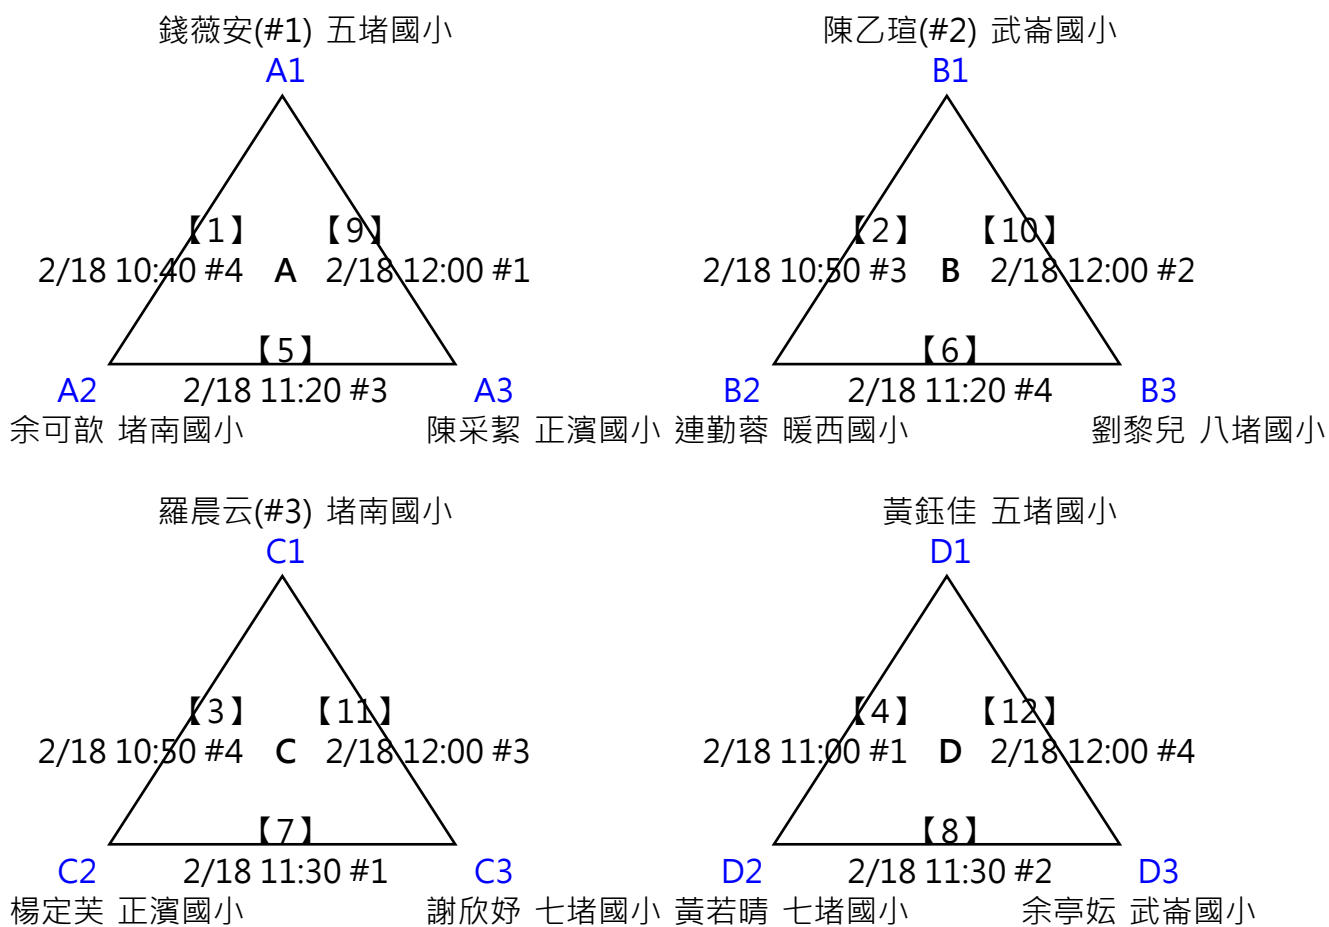 錢薇安(#1) 五堵國小
A1
【1】 【9】
2/18 10:40 #4 A 2/18 12:00 #1
【5】
A2 2/18 11:20 #3 A3
余可歆 堵南國小 陳采絜 正濱國小
陳乙瑄(#2) 武崙國小
B1
【2】 【10】
2/18 10:50 #3 B 2/18 12:00 #2
【6】
B2 2/18 11:20 #4 B3
連勤蓉 暖西國小 劉黎兒 八堵國小
羅晨云(#3) 堵南國小
C1
【3】 【11】
2/18 10:50 #4 C 2/18 12:00 #3
【7】
C2 2/18 11:30 #1 C3
楊定芙 正濱國小 謝欣妤 七堵國小
黃鈺佳 五堵國小
D1
【4】 【12】
2/18 11:00 #1 D 2/18 12:00 #4
【8】
D2 2/18 11:30 #2 D3
黃若晴 七堵國小 余亭妘 武崙國小